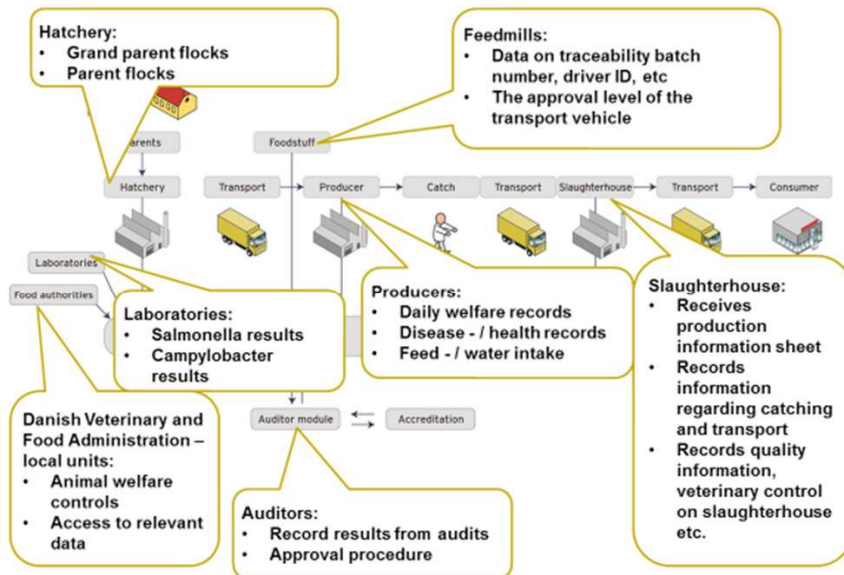 Hatchery:
• Grand parent flocks
• Parent flocks
Feedmills:
• Data on traceability batch
number, driver ID, etc
• The approval level of the
transport vehicle
arents
Foodstuff
Hatchery
Transport
Producer
Catch
Transport
Slaughterhouse
Transport
Consumer
Laboratories
Food authorities
Laboratories:
• Salmonella results
• Campylobacter
results
Producers:
• Daily welfare records
• Disease - / health records
• Feed - / water intake
Slaughterhouse:
• Receives
production
information sheet
• Records
information
regarding catching
and transport
• Records quality
information,
veterinary control
on slaughterhouse
etc.
Danish Veterinary and
Food Administration –
local units:
• Animal welfare
controls
• Access to relevant
data
Auditor module
Accreditation
Auditors:
• Record results from audits
• Approval procedure